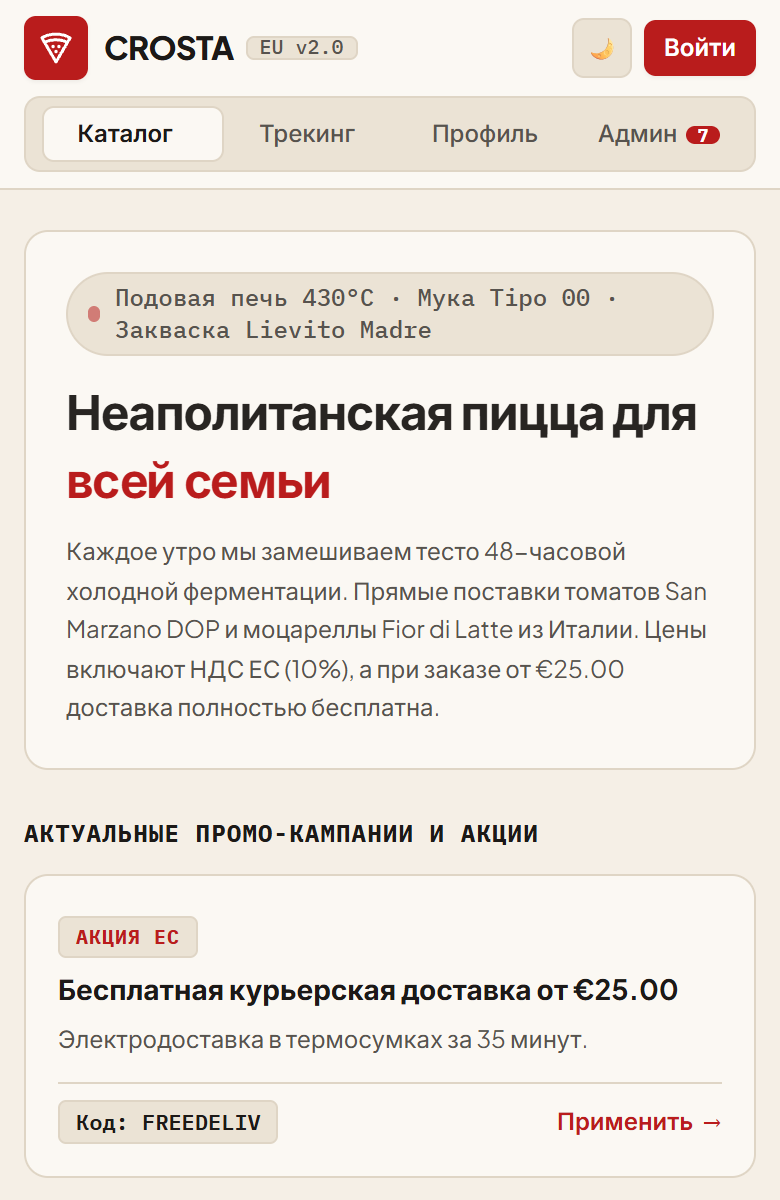 CROSTA EU v2.0
Войти
Каталог Трекинг Профиль Админ 7
Подовая печь 430°C · Мука Tipo 00 ·
Закваска Lievito Madre
Неаполитанская пицца для
всей семьи
Каждое утро мы замешиваем тесто 48-часовой
холодной ферментации. Прямые поставки томатов San
Marzano DOP и моцареллы Fior di Latte из Италии. Цены
включают НДС ЕС (10%), а при заказе от €25.00
доставка полностью бесплатна.
АКТУАЛЬНЫЕ ПРОМО-КАМПАНИИ И АКЦИИ
АКЦИЯ ЕС
Бесплатная курьерская доставка от €25.00
Электродоставка в термосумках за 35 минут.
Код: FREEDELIV
Применить →